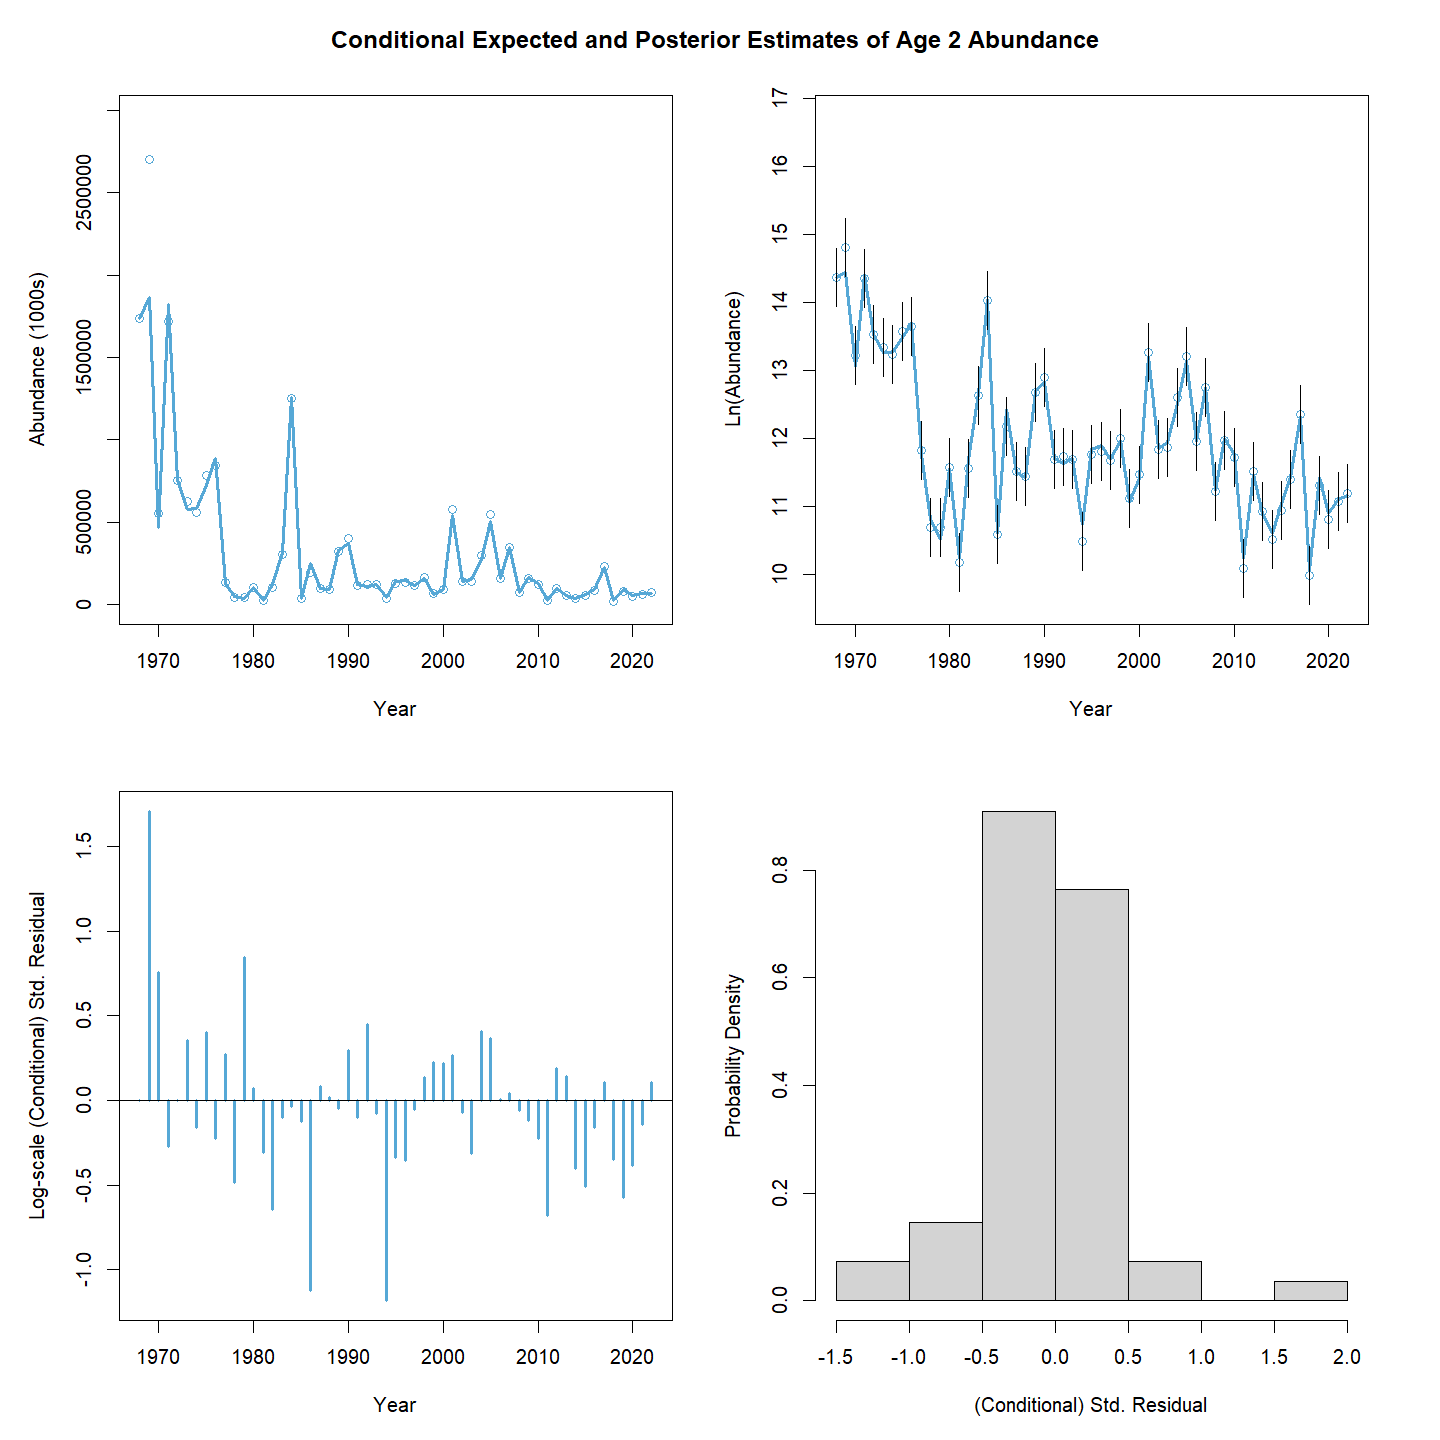 Conditional Expected and Posterior Estimates of Age 2 Abundance
Abundance (1000s)
2500000
1500000
500000
0
1970 1980 1990 2000 2010 2020
Year
Ln(Abundance)
17
16
15
14
13
12
11
10
1970 1980 1990 2000 2010 2020
Year
Log-scale (Conditional) Std. Residual
1.5
1.0
0.5
0.0
-0.5
-1.0
1970 1980 1990 2000 2010 2020
Year
Probability Density
0.8
0.6
0.4
0.2
0.0
-1.5 -1.0 -0.5 0.0 0.5 1.0 1.5 2.0
(Conditional) Std. Residual